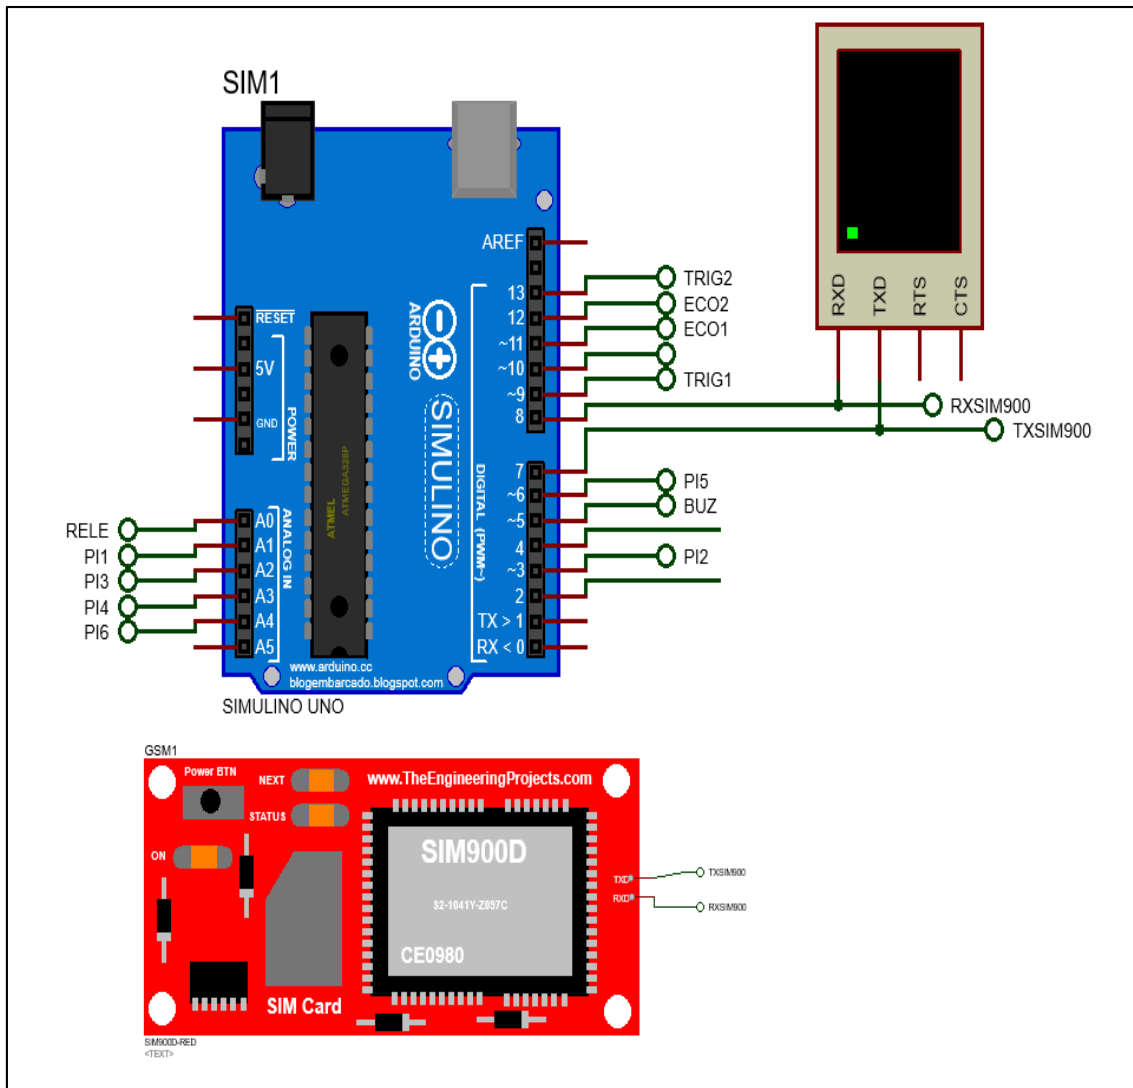 SIM1
AREF
13
12
~11
~10
~9
8
7
~6
~5
4
~3
2
TX > 1
RX < 0
TRIG2
ECO2
ECO1
TRIG1
RXSIM900
TXSIM900
PI5
BUZ
PI2
RXD
TXD
RTS
CTS
RESET
5V
GND
POWER
ARDUINO
SIMULINO
DIGITAL (PWM~)
ATMEL
ATMEGA328P
ANALOG IN
A0
A1
A2
A3
A4
A5
RELE
PI1
PI3
PI4
PI6
www.arduino.cc
blogembarcado.blogspot.com
SIMULINO UNO
GSM1
Power BTN
NEXT
www.TheEngineeringProjects.com
STATUS
ON
SIM900D
S2-1041Y-Z097C
CE0980
SIM Card
TXD
TXSIM900
RXD
RXSIM900
SIM900D-RED
<TEXT>